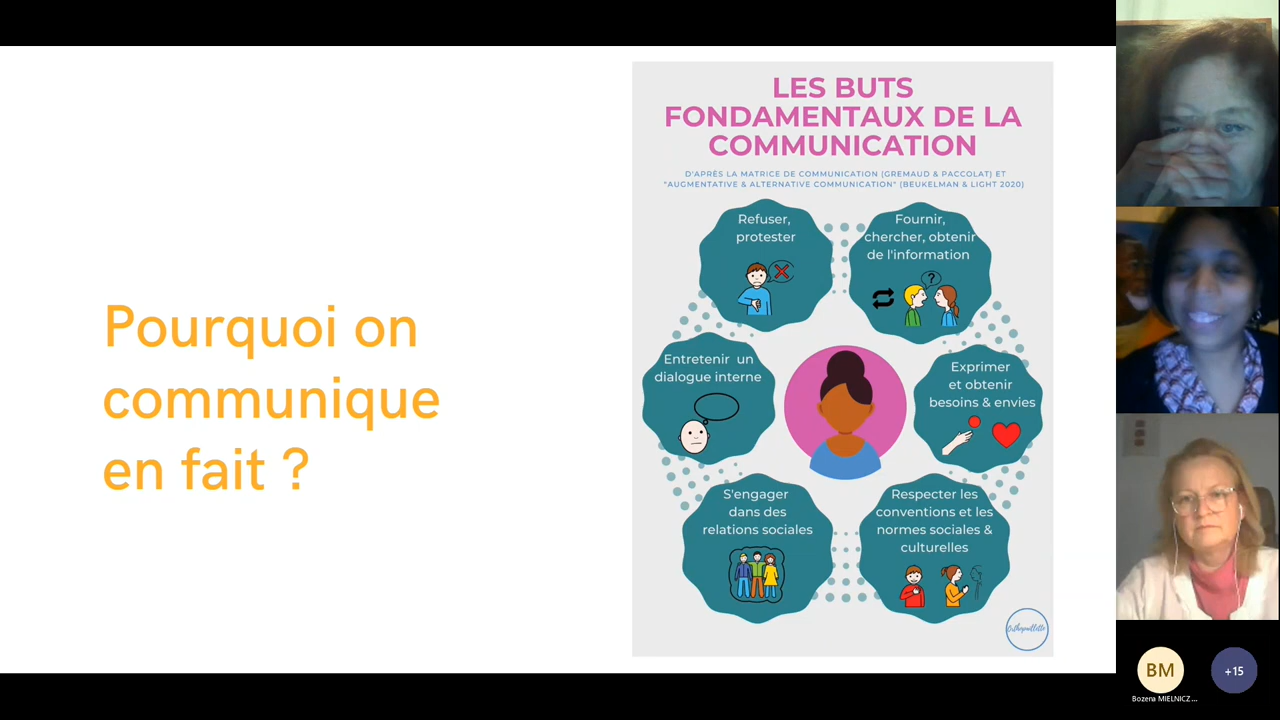 Pourquoi on
communique
en fait ?
LES BUTS
FONDAMENTAUX DE LA
COMMUNICATION
D'APRÈS LA MATRICE DE COMMUNICATION (GREMAUD & PACCOLAT) ET
"AUGMENTATIVE & ALTERNATIVE COMMUNICATION" (BEUKELMAN & LIGHT 2020)
Refuser,
protester
Fournir,
chercher, obtenir
de l'information
?
Entretenir un
dialogue interne
Exprimer
et obtenir
besoins & envies
S'engager
dans des
relations sociales
Respecter les
conventions et les
normes sociales &
culturelles
BM
+15
Bozena MIELNICZ...